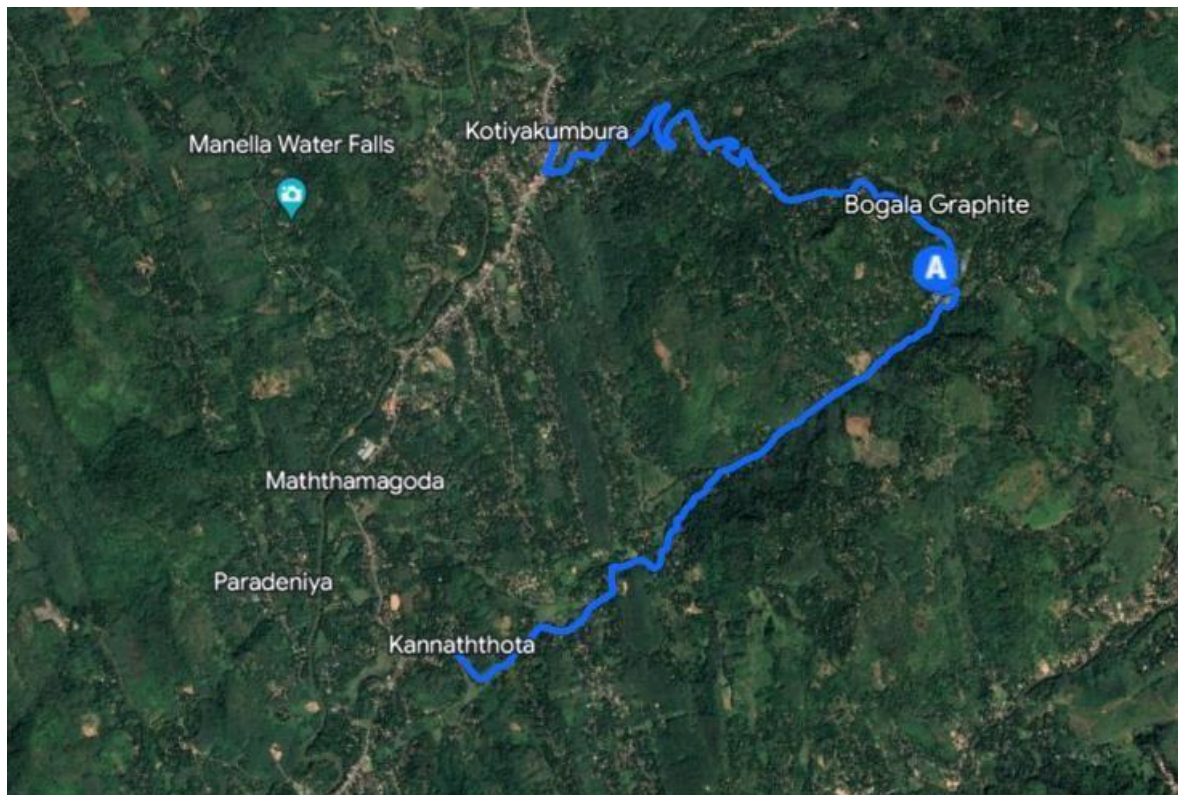 Kotiyakumbura
Manella Water Falls
Bogala Graphite
A
Maththamagoda
Paradeniya
Kannaththota